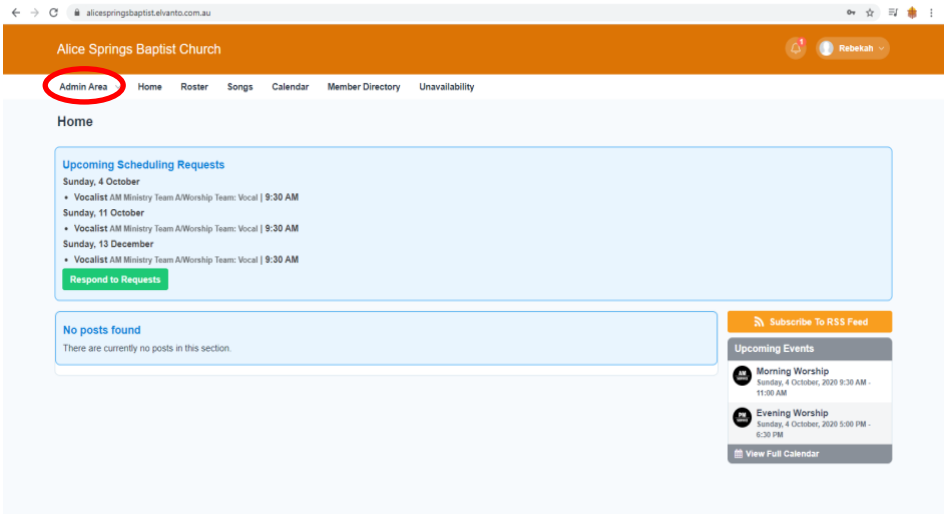 alicespringsbaptist.elvanto.com.au
Alice Springs Baptist Church
1
Rebekah
Admin Area
Home
Roster
Songs
Calendar
Member Directory
Unavailability
Home
Upcoming Scheduling Requests
Sunday, 4 October
• Vocalist AM Ministry Team A/Worship Team: Vocal | 9:30 AM
Sunday, 11 October
• Vocalist AM Ministry Team A/Worship Team: Vocal | 9:30 AM
Sunday, 13 December
• Vocalist AM Ministry Team A/Worship Team: Vocal | 9:30 AM
Respond to Requests
No posts found
There are currently no posts in this section.
Subscribe To RSS Feed
Upcoming Events
AM
Morning Worship
Sunday, 4 October, 2020 9:30 AM -
11:00 AM
PM
Evening Worship
Sunday, 4 October, 2020 5:00 PM -
6:30 PM
View Full Calendar